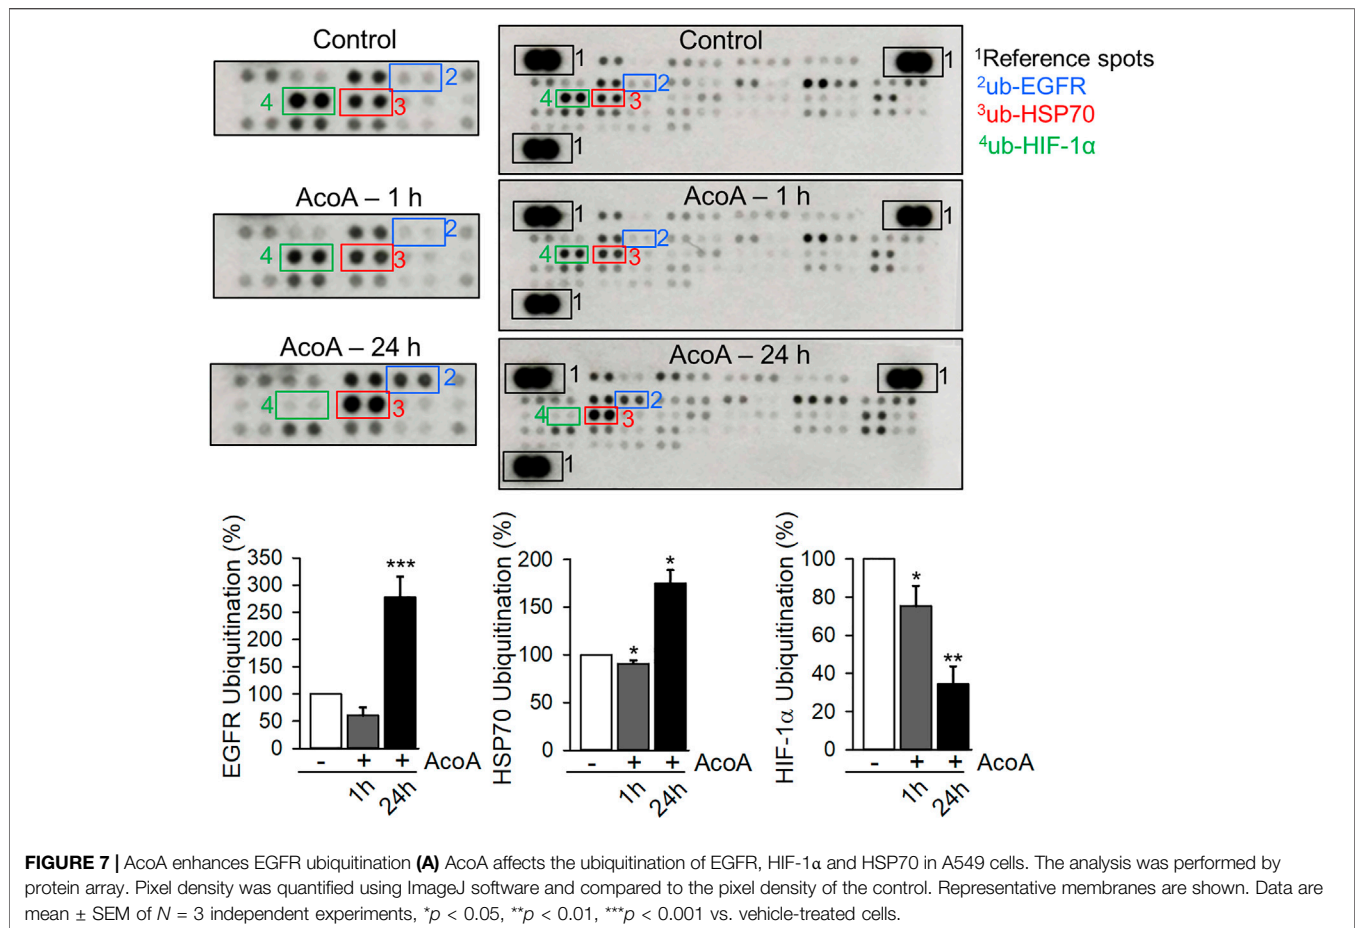 Control
2
4
3
AcoA – 1 h
2
4
3
AcoA – 24 h
2
4
3
Control
1
1
2
4
3
1
AcoA – 1 h
1
1
2
4
3
1
AcoA – 24 h
1
1
2
4
3
1
¹Reference spots
²ub-EGFR
³ub-HSP70
⁴ub-HIF-1α
EGFR Ubiquitination (%)
350
300
250
200
150
100
50
0
***
- + + AcoA
1h 24h
HSP70 Ubiquitination (%)
200
150
100
50
0
* *
- + + AcoA
1h 24h
HIF-1α Ubiquitination (%)
100
80
60
40
20
0
* **
- + + AcoA
1h 24h
FIGURE 7 | AcoA enhances EGFR ubiquitination (A) AcoA affects the ubiquitination of EGFR, HIF-1α and HSP70 in A549 cells. The analysis was performed by
protein array. Pixel density was quantified using ImageJ software and compared to the pixel density of the control. Representative membranes are shown. Data are
mean ± SEM of N = 3 independent experiments, *p < 0.05, **p < 0.01, ***p < 0.001 vs. vehicle-treated cells.